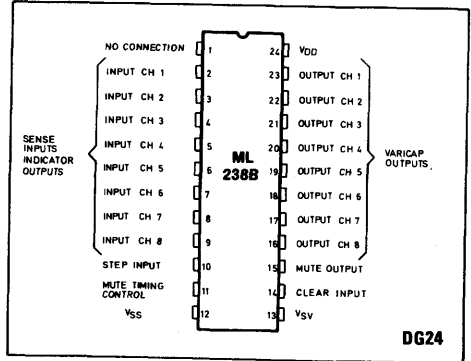 NO CONNECTION 1
INPUT CH 1 2
INPUT CH 2 3
INPUT CH 3 4
INPUT CH 4 5
INPUT CH 5 6
INPUT CH 6 7
INPUT CH 7 8
INPUT CH 8 9
STEP INPUT 10
MUTE TIMING
CONTROL 11
VSS 12
SENSE
INPUTS
INDICATOR
OUTPUTS
ML
238B
24 VDD
23 OUTPUT CH 1
22 OUTPUT CH 2
21 OUTPUT CH 3
20 OUTPUT CH 4
19 OUTPUT CH 5
18 OUTPUT CH 6
17 OUTPUT CH 7
16 OUTPUT CH 8
15 MUTE OUTPUT
14 CLEAR INPUT
13 VSV
VARICAP
OUTPUTS
DG24